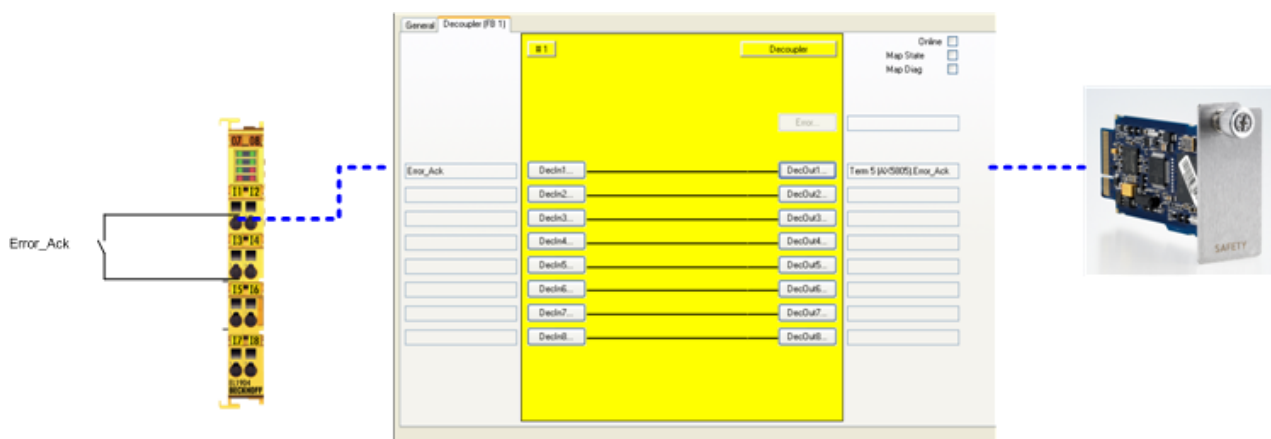 General Decoupler (FB 1)
# 1
Decoupler
Online
Map State
Map Diag
Error...
Error_Ack DecIn1... DecOut1... Term 5 (AX5805).Error_Ack
DecIn2... DecOut2...
DecIn3... DecOut3...
DecIn4... DecOut4...
DecIn5... DecOut5...
DecIn6... DecOut6...
DecIn7... DecOut7...
DecIn8... DecOut8...
Error_Ack
07 08
I1 I2
I3 I4
I5 I6
I7 I8
EL1904
BECKHOFF
SAFETY